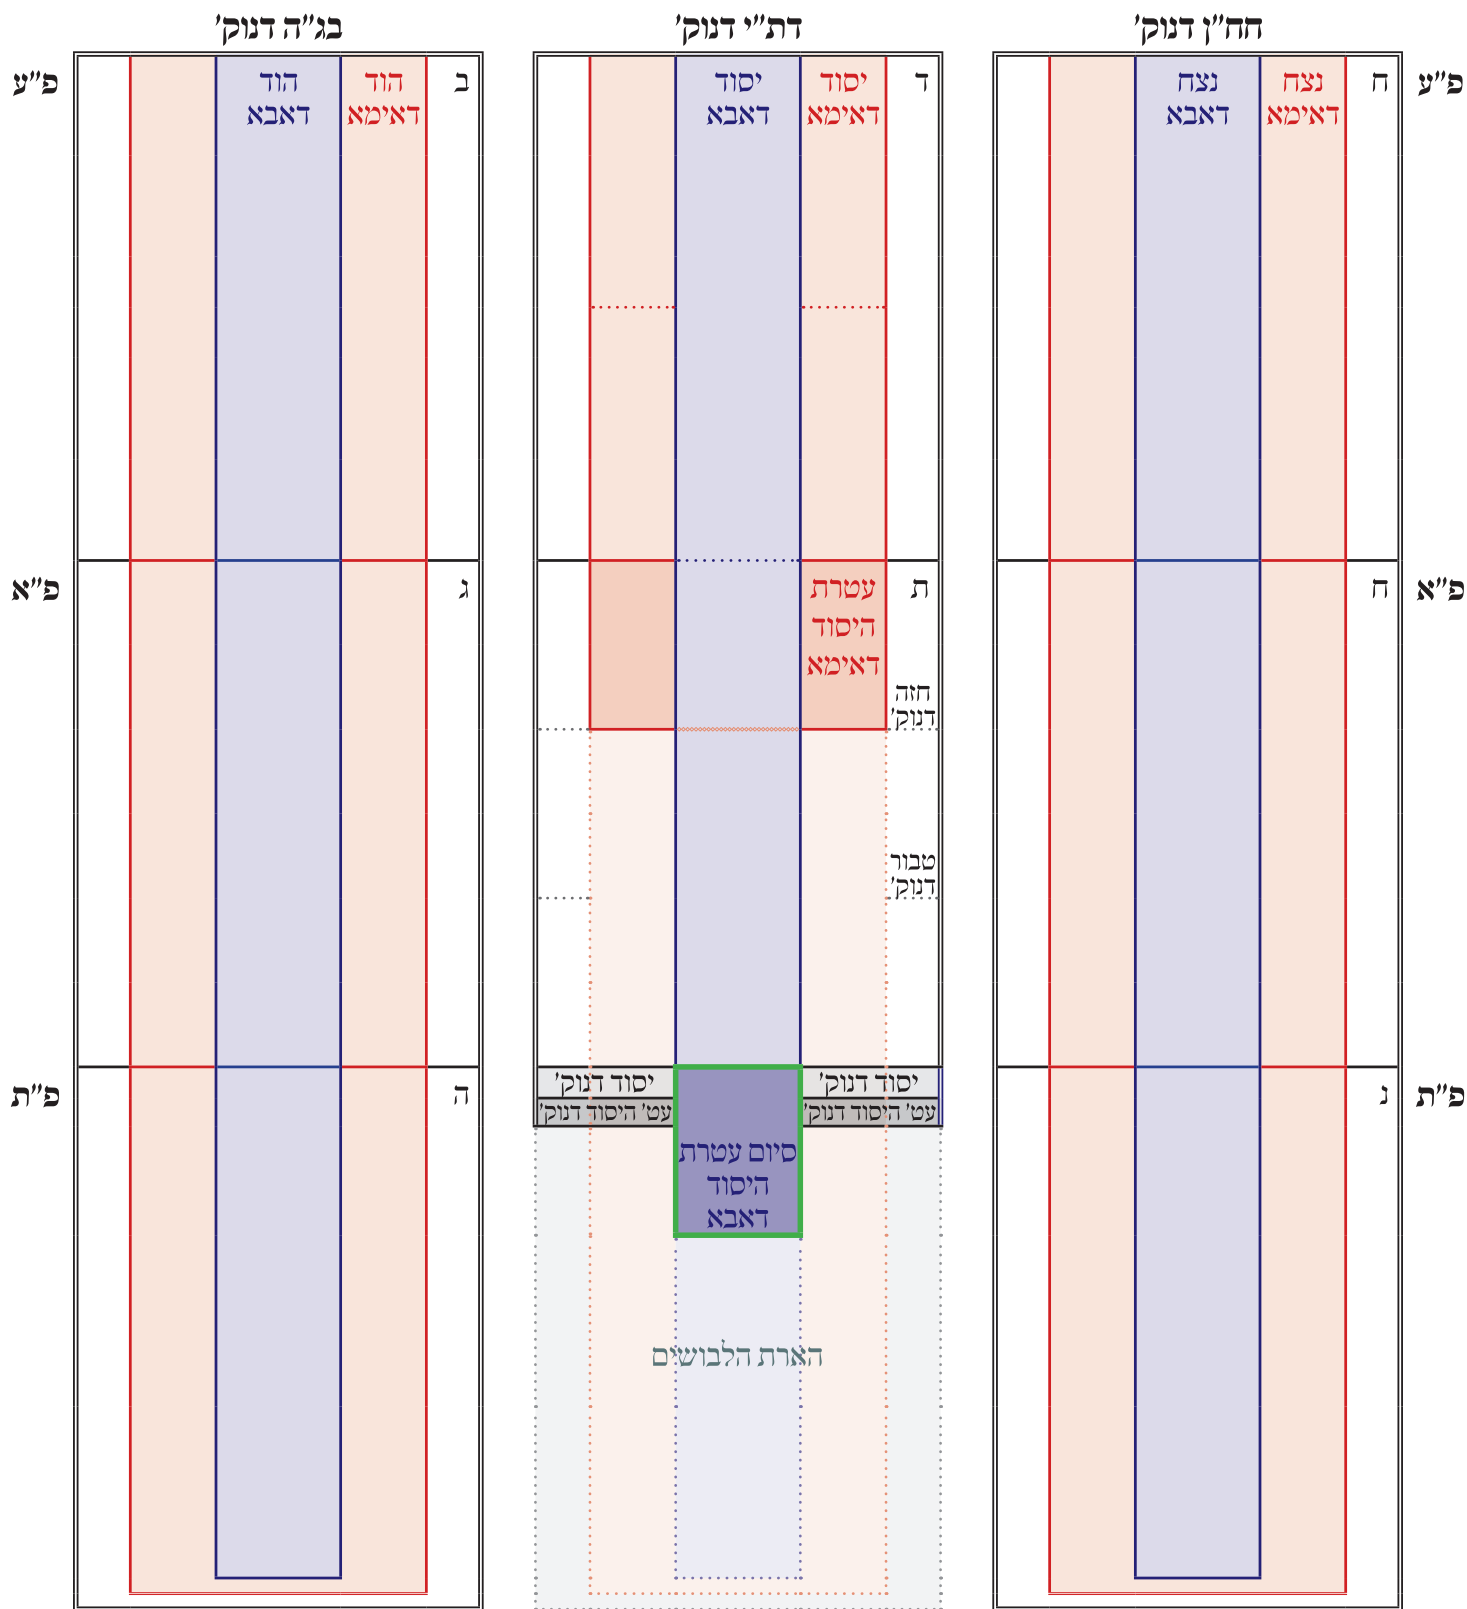 חח״ן דנוק׳
דת״י דנוק׳
בג״ה דנוק׳
פ״ע
ח
נצח
דאימא
נצח
דאבא
ד
יסוד
דאימא
יסוד
דאבא
ב
הוד
דאימא
הוד
דאבא
פ״ע
פ״א
ח
ת
עטרת
היסוד
דאימא
חזה
דנוק׳
טבור
דנוק׳
ג
פ״א
פ״ת
נ
יסוד דנוק׳
עט׳ היסוד דנוק׳
סיום עטרת
היסוד
דאבא
יסוד דנוק׳
עט׳ היסוד דנוק׳
הארת הלבושים
ה
פ״ת